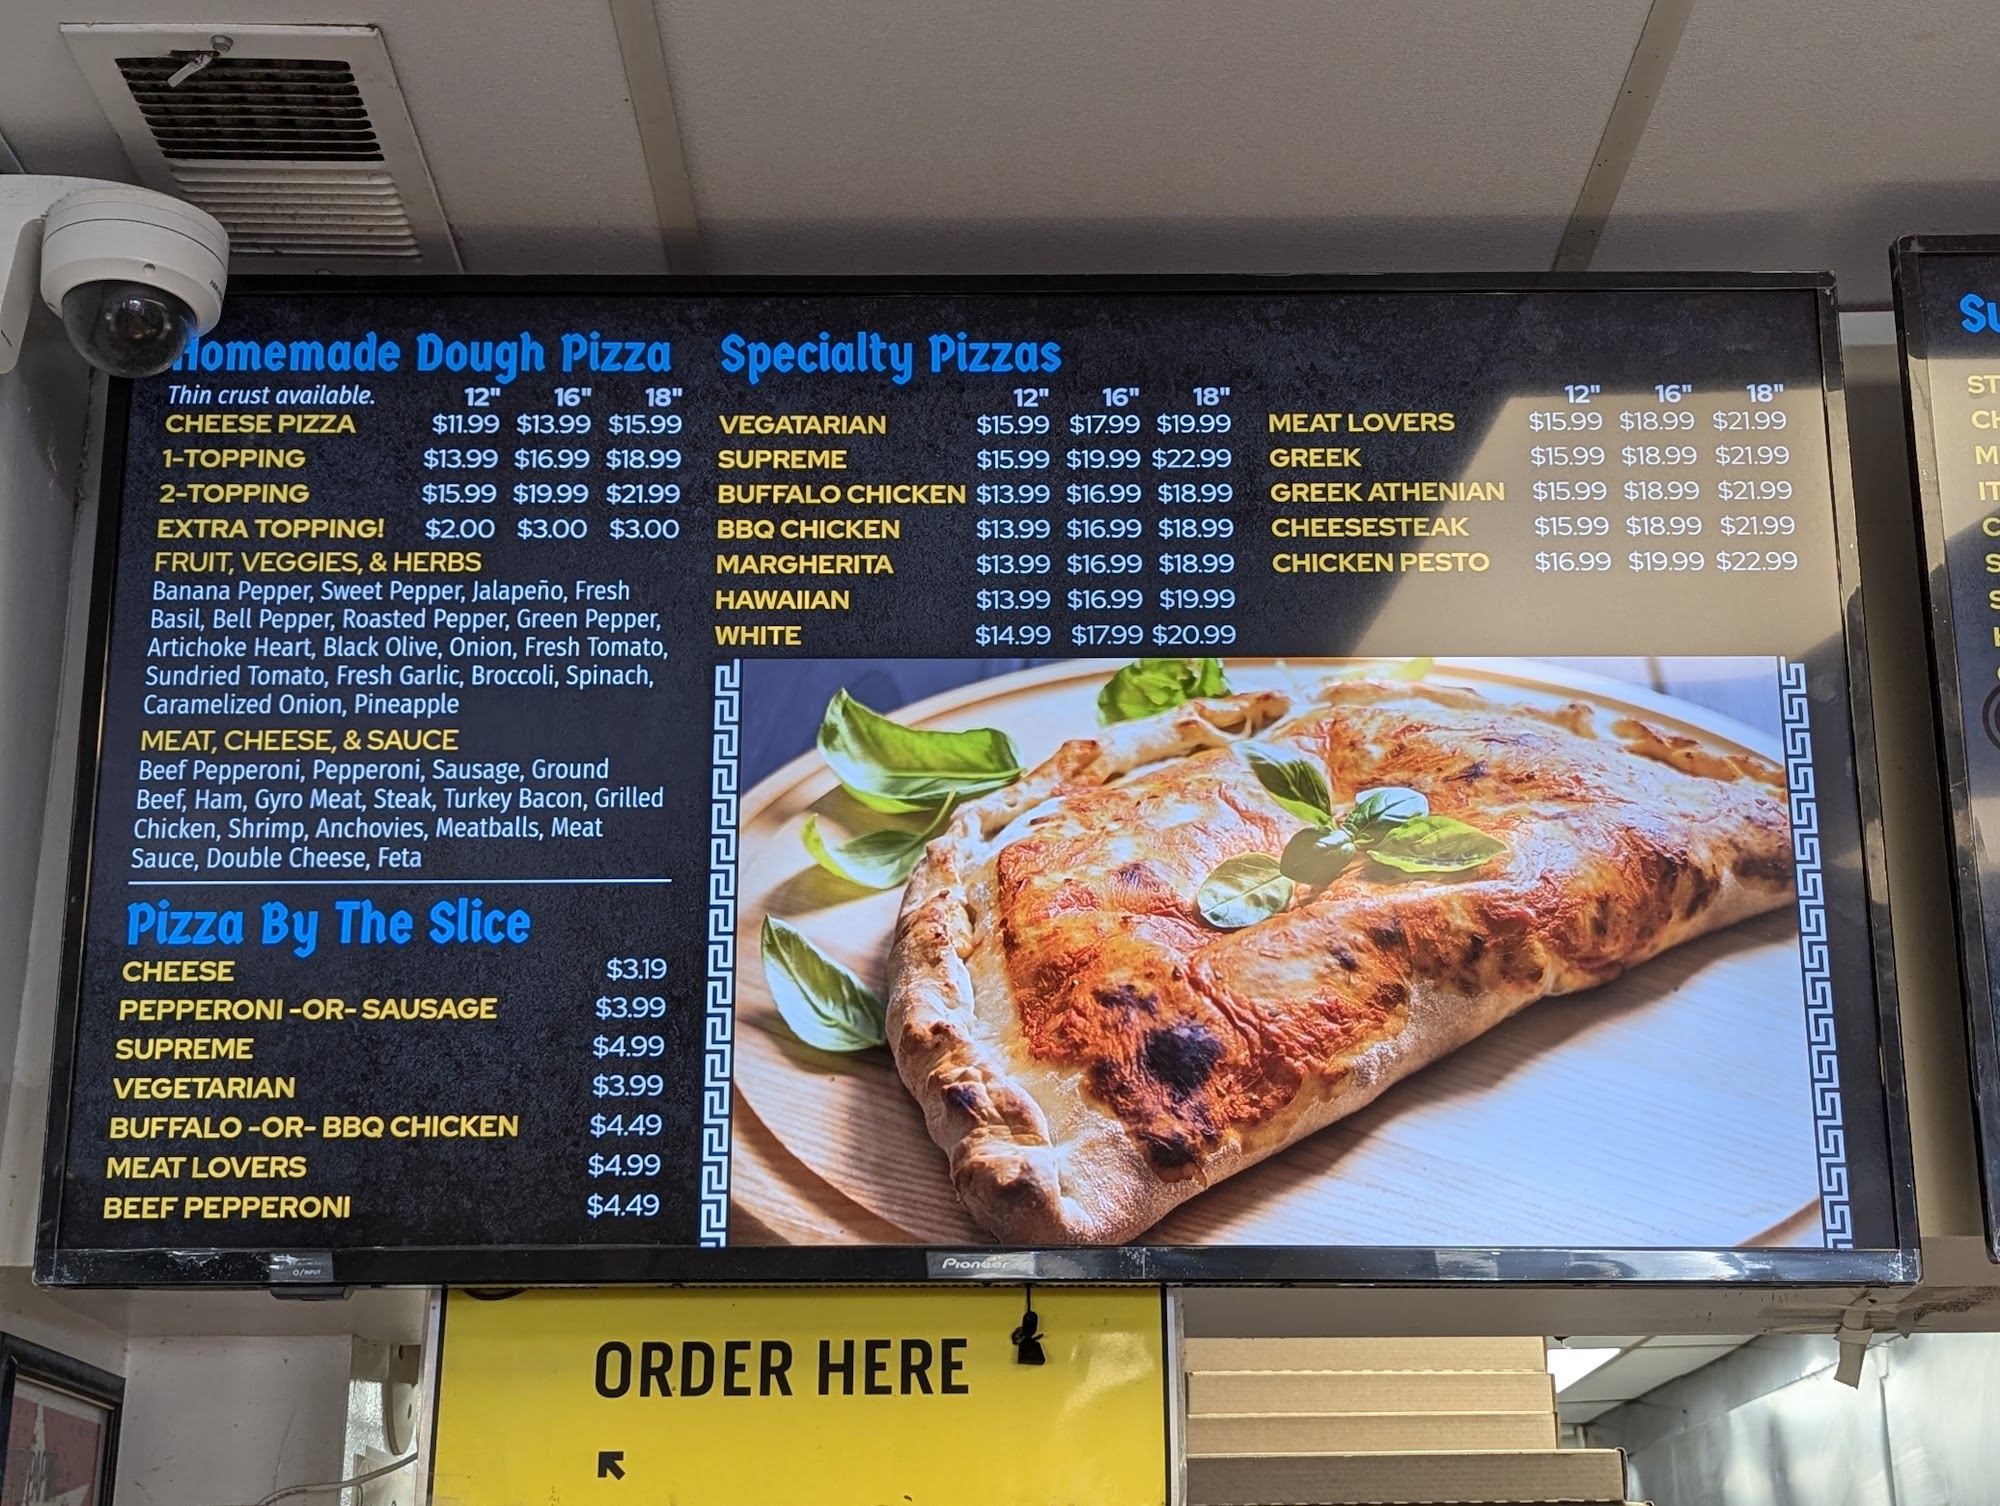 Homemade Dough Pizza
Thin crust available. 12" 16" 18"
CHEESE PIZZA $11.99 $13.99 $15.99
1-TOPPING $13.99 $16.99 $18.99
2-TOPPING $15.99 $19.99 $21.99
EXTRA TOPPING! $2.00 $3.00 $3.00
FRUIT, VEGGIES, & HERBS
Banana Pepper, Sweet Pepper, Jalapeño, Fresh
Basil, Bell Pepper, Roasted Pepper, Green Pepper,
Artichoke Heart, Black Olive, Onion, Fresh Tomato,
Sundried Tomato, Fresh Garlic, Broccoli, Spinach,
Caramelized Onion, Pineapple
MEAT, CHEESE, & SAUCE
Beef Pepperoni, Pepperoni, Sausage, Ground
Beef, Ham, Gyro Meat, Steak, Turkey Bacon, Grilled
Chicken, Shrimp, Anchovies, Meatballs, Meat
Sauce, Double Cheese, Feta
Pizza By The Slice
CHEESE $3.19
PEPPERONI -OR- SAUSAGE $3.99
SUPREME $4.99
VEGETARIAN $3.99
BUFFALO -OR- BBQ CHICKEN $4.49
MEAT LOVERS $4.99
BEEF PEPPERONI $4.49
Specialty Pizzas
12" 16" 18"
VEGATARIAN $15.99 $17.99 $19.99
SUPREME $15.99 $19.99 $22.99
BUFFALO CHICKEN $13.99 $16.99 $18.99
BBQ CHICKEN $13.99 $16.99 $18.99
MARGHERITA $13.99 $16.99 $18.99
HAWAIIAN $13.99 $16.99 $19.99
WHITE $14.99 $17.99 $20.99
12" 16" 18"
MEAT LOVERS $15.99 $18.99 $21.99
GREEK $15.99 $18.99 $21.99
GREEK ATHENIAN $15.99 $18.99 $21.99
CHEESESTEAK $15.99 $18.99 $21.99
CHICKEN PESTO $16.99 $19.99 $22.99
Pioneer
ORDER HERE